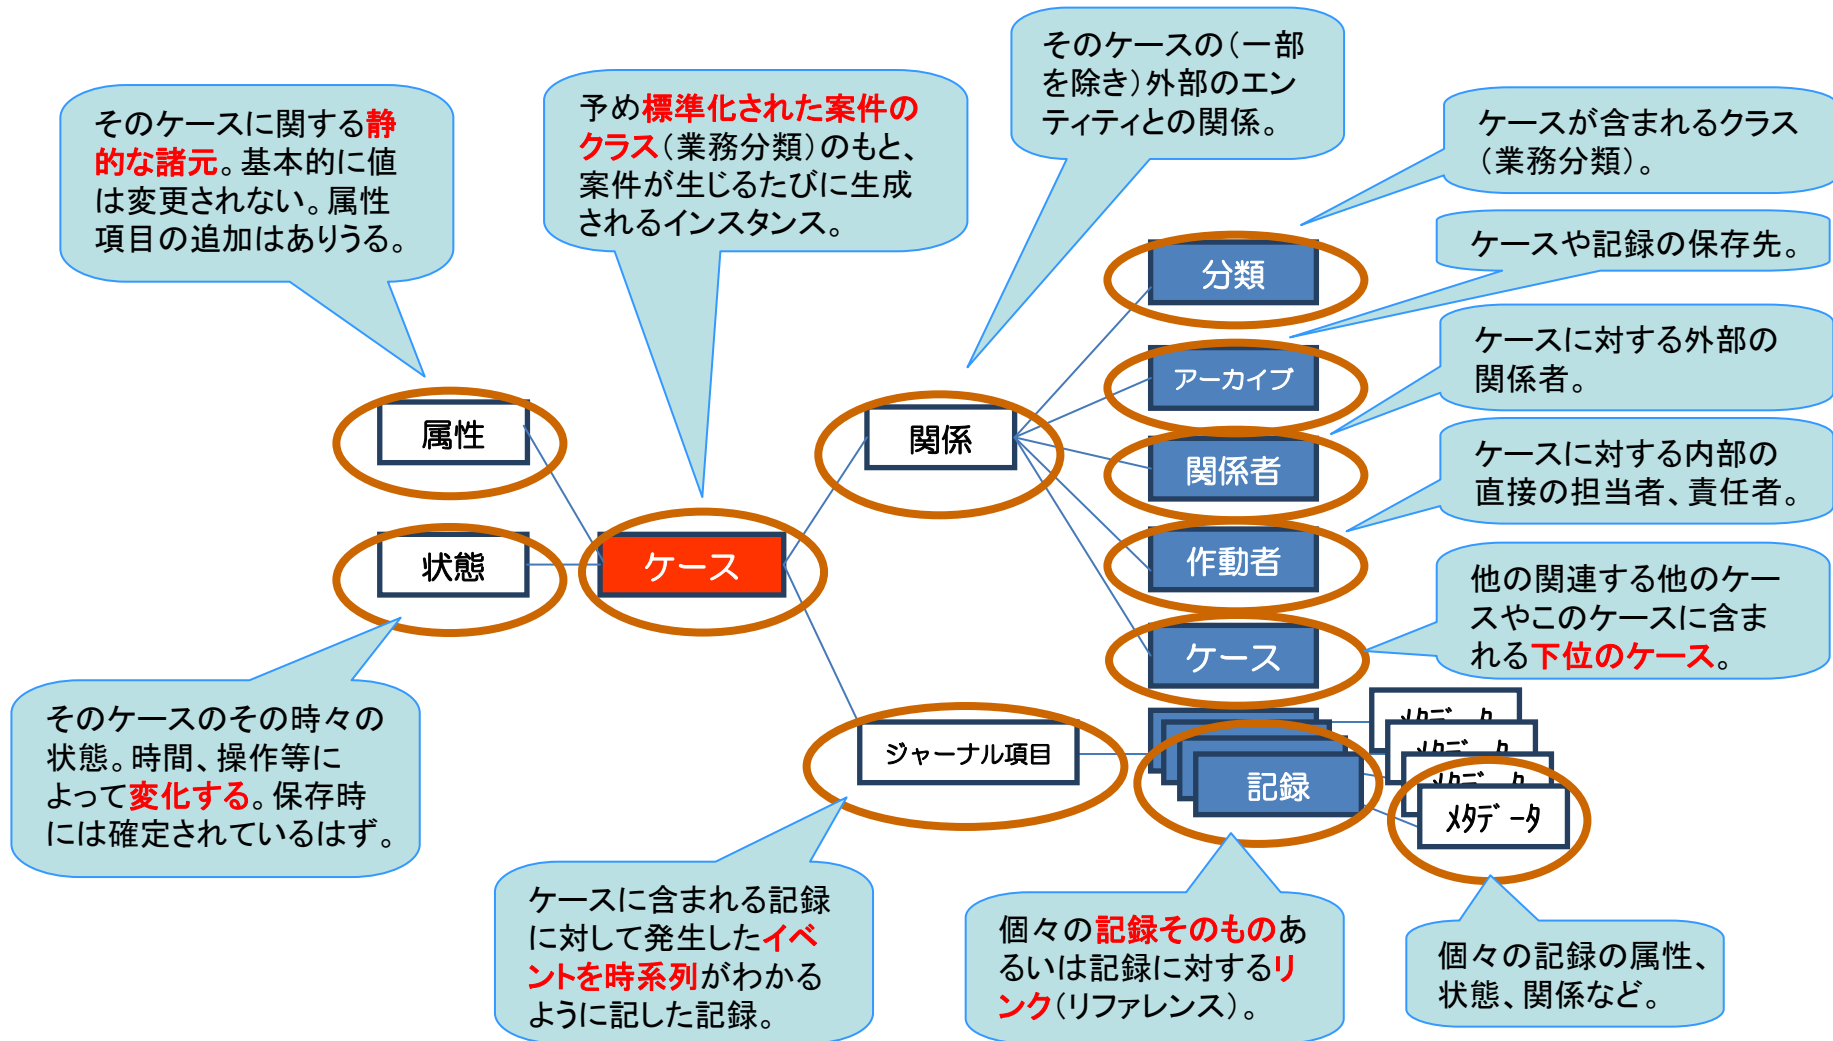 そのケースの(一部
を除き)外部のエン
ティティとの関係。
そのケースに関する静
的な諸元。基本的に値
は変更されない。属性
項目の追加はありうる。
予め標準化された案件の
クラス(業務分類)のもと、
案件が生じるたびに生成
されるインスタンス。
ケースが含まれるクラス
(業務分類)。
ケースや記録の保存先。
ケースに対する外部の
関係者。
ケースに対する内部の
直接の担当者、責任者。
他の関連する他のケー
スやこのケースに含ま
れる下位のケース。
分類
アーカイブ
関係者
作動者
ケース
属性
状態
ケース
関係
ジャーナル項目
記録
メタデータ
メタデータ
メタデータ
メタデータ
そのケースのその時々の
状態。時間、操作等に
よって変化する。保存時
には確定されているはず。
ケースに含まれる記録
に対して発生したイベ
ントを時系列がわかる
ように記した記録。
個々の記録そのものあ
るいは記録に対するリ
ンク(リファレンス)。
個々の記録の属性、
状態、関係など。